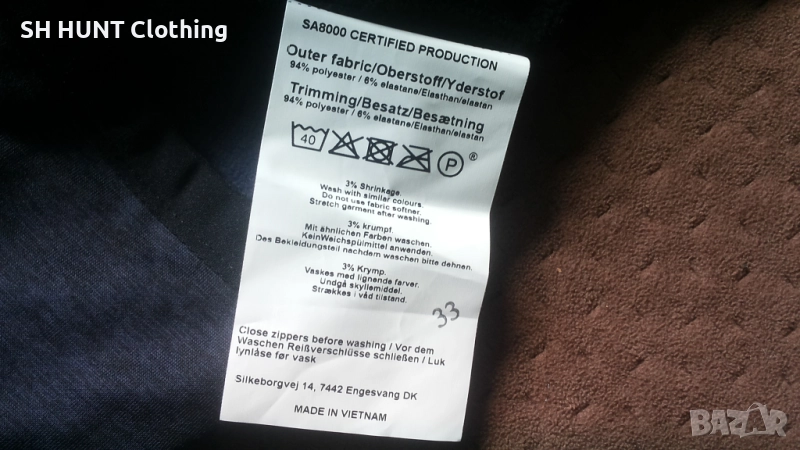 SH HUNT Clothing
SA8000 CERTIFIED PRODUCTION
Outer fabric/Oberstoff/Yderstof
94% polyester / 6% elastane/Elasthan/elastan
Trimming/Besatz/Besætning
94% polyester / 6% elastane/Elasthan/elastan
40 P ®
3% Shrinkage.
Wash with similar colours.
Do not use fabric softner.
Stretch garment after washing.
3% krumpf.
Mit ähnlichen Farben waschen.
KeinWeichspülmittel anwenden.
Des Bekleidungsteil nachdem waschen bitte dehnen.
3% Krymp.
Vaskes med lignende farver.
Undgå skyllemiddel.
Strækkes i våd tilstand.
33
Close zippers before washing / Vor dem
Waschen Reißverschlüsse schließen / Luk
lynlåse før vask
Silkeborgvej 14, 7442 Engesvang DK
MADE IN VIETNAM
BAZAR